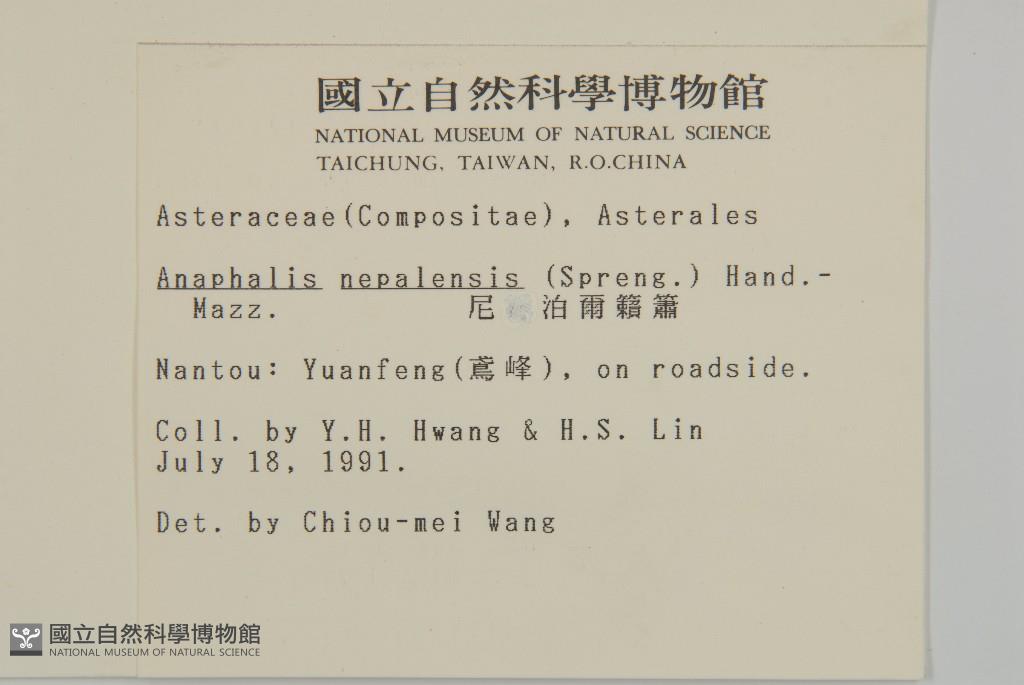 國立自然科學博物館
NATIONAL MUSEUM OF NATURAL SCIENCE
TAICHUNG, TAIWAN, R.O.CHINA
Asteraceae(Compositae), Asterales
Anaphalis nepalensis (Spreng.) Hand.-
Mazz. 尼 泊爾籟簫
Nantou: Yuanfeng(鳶峰), on roadside.
Coll. by Y.H. Hwang & H.S. Lin
July 18, 1991.
Det. by Chiou-mei Wang
國立自然科學博物館
NATIONAL MUSEUM OF NATURAL SCIENCE